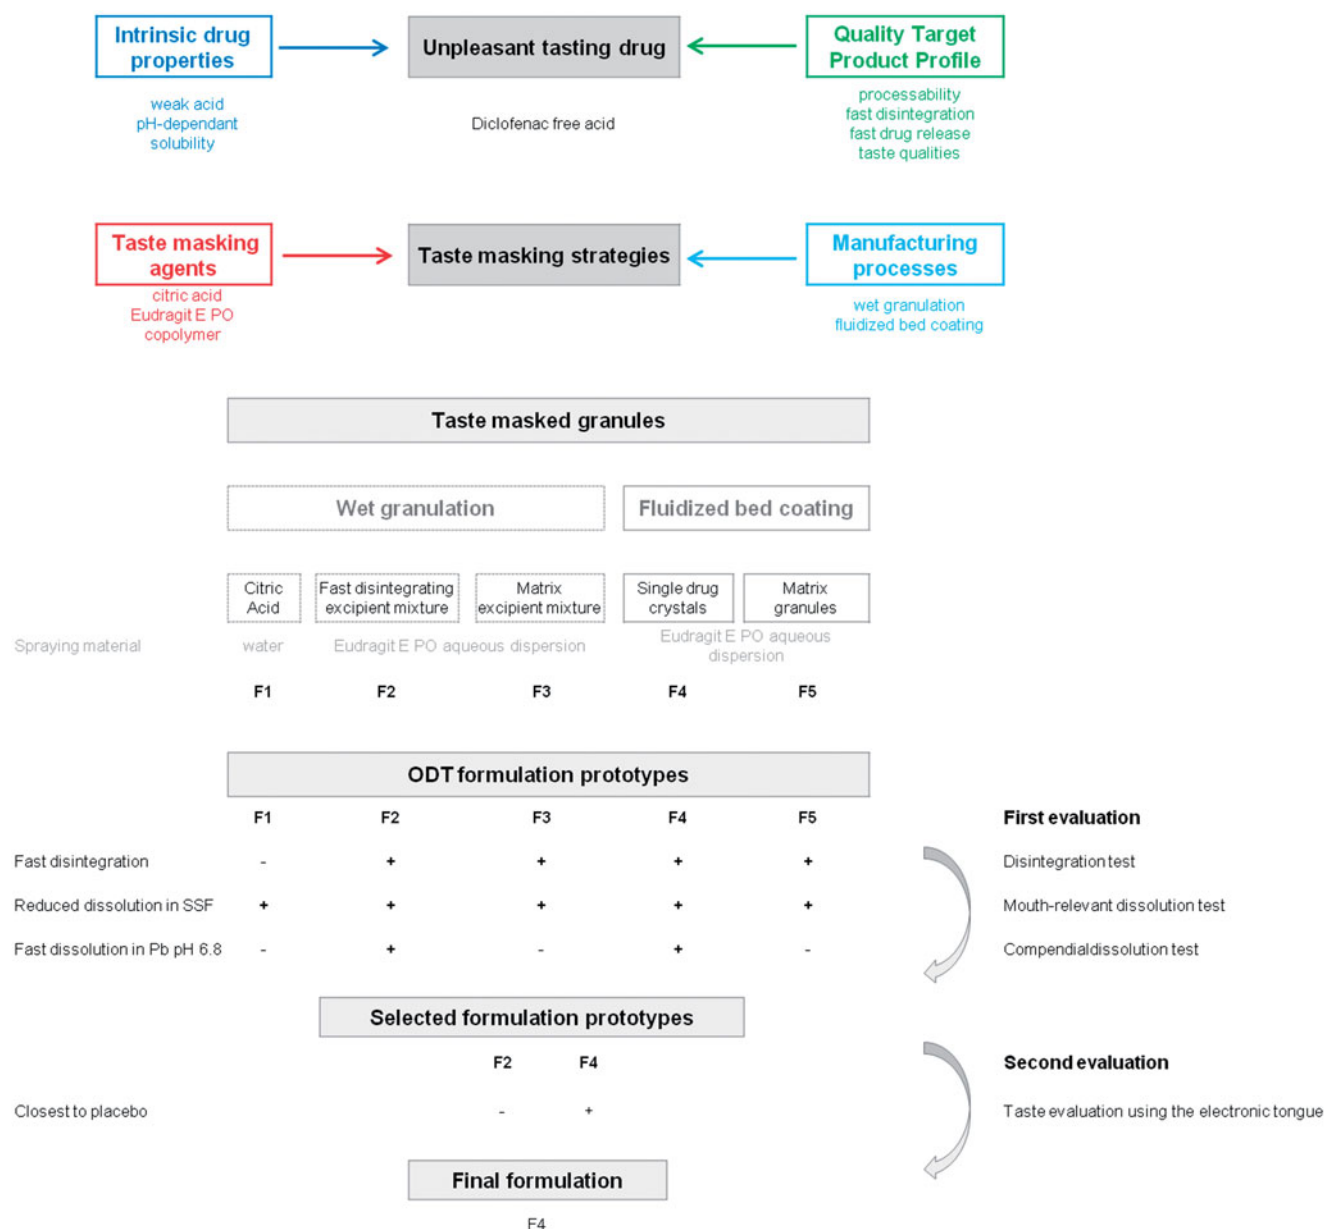 Intrinsic drug
properties
Unpleasant tasting drug
Quality Target
Product Profile
weak acid
pH-dependant
solubility
Diclofenac free acid
processability
fast disintegration
fast drug release
taste qualities
Taste masking
agents
Taste masking strategies
Manufacturing
processes
citric acid
Eudragit E PO
copolymer
wet granulation
fluidized bed coating
Taste masked granules
Wet granulation
Fluidized bed coating
Citric
Acid
Fast disintegrating
excipient mixture
Matrix
excipient mixture
Single drug
crystals
Matrix
granules
Spraying material
water
Eudragit E PO aqueous dispersion
Eudragit E PO aqueous
dispersion
F1 F2 F3 F4 F5
ODT formulation prototypes
F1 F2 F3 F4 F5 First evaluation
Fast disintegration - + + + + Disintegration test
Reduced dissolution in SSF + + + + + Mouth-relevant dissolution test
Fast dissolution in Pb pH 6.8 - + - + - Compendialdissolution test
Selected formulation prototypes
F2 F4 Second evaluation
Closest to placebo - + Taste evaluation using the electronic tongue
Final formulation
F4